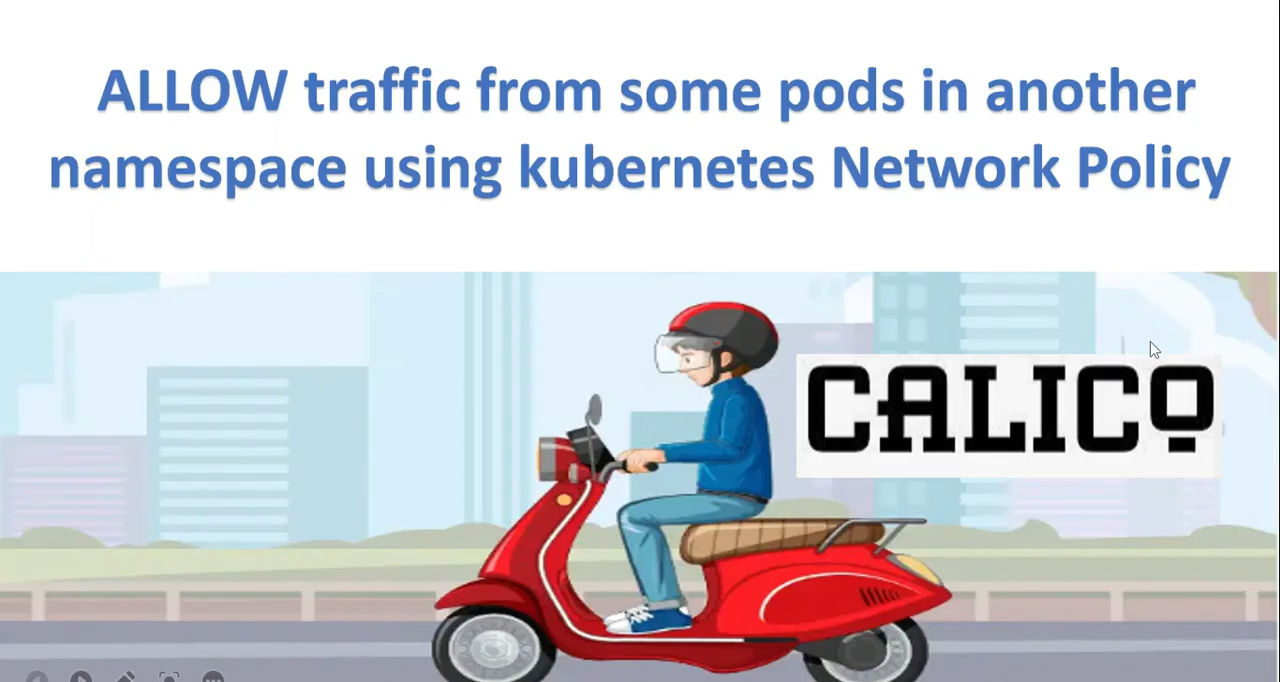 ALLOW traffic from some pods in another
namespace using kubernetes Network Policy
CALICO